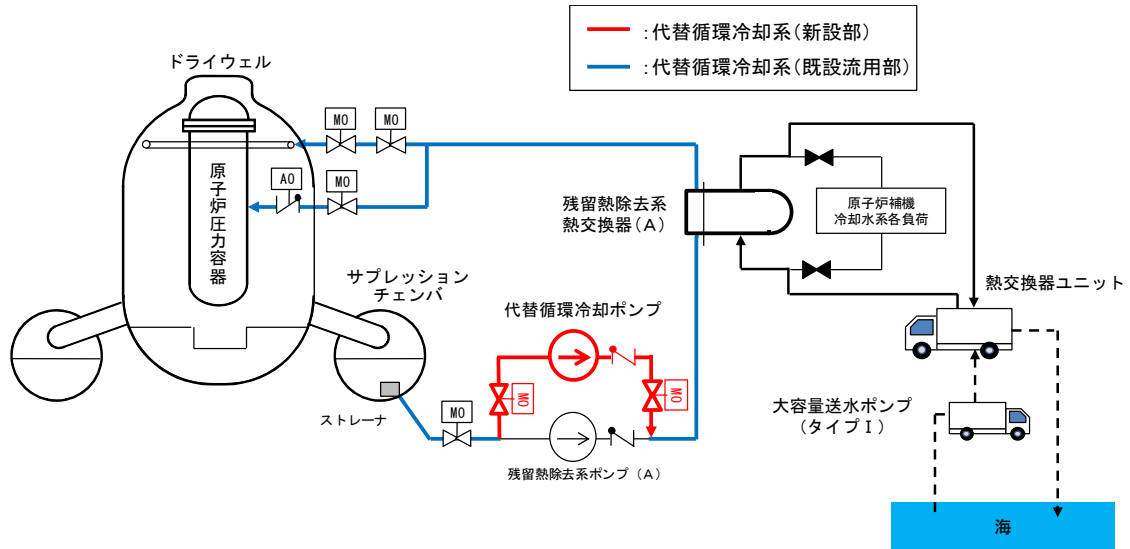 ：代替循環冷却系（新設部）
：代替循環冷却系（既設流用部）
ドライウェル
MO
MO
AO
MO
原子炉圧力容器
残留熱除去系
熱交換器（A）
原子炉補機
冷却水系各負荷
熱交換器ユニット
サプレッション
チェンバ
代替循環冷却ポンプ
MO
MO
ストレーナ
MO
残留熱除去系ポンプ（A）
大容量送水ポンプ
（タイプⅠ）
海